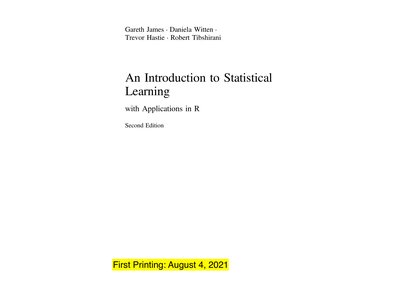 Gareth James · Daniela Witten ·
Trevor Hastie · Robert Tibshirani
An Introduction to Statistical
Learning
with Applications in R
Second Edition
First Printing: August 4, 2021